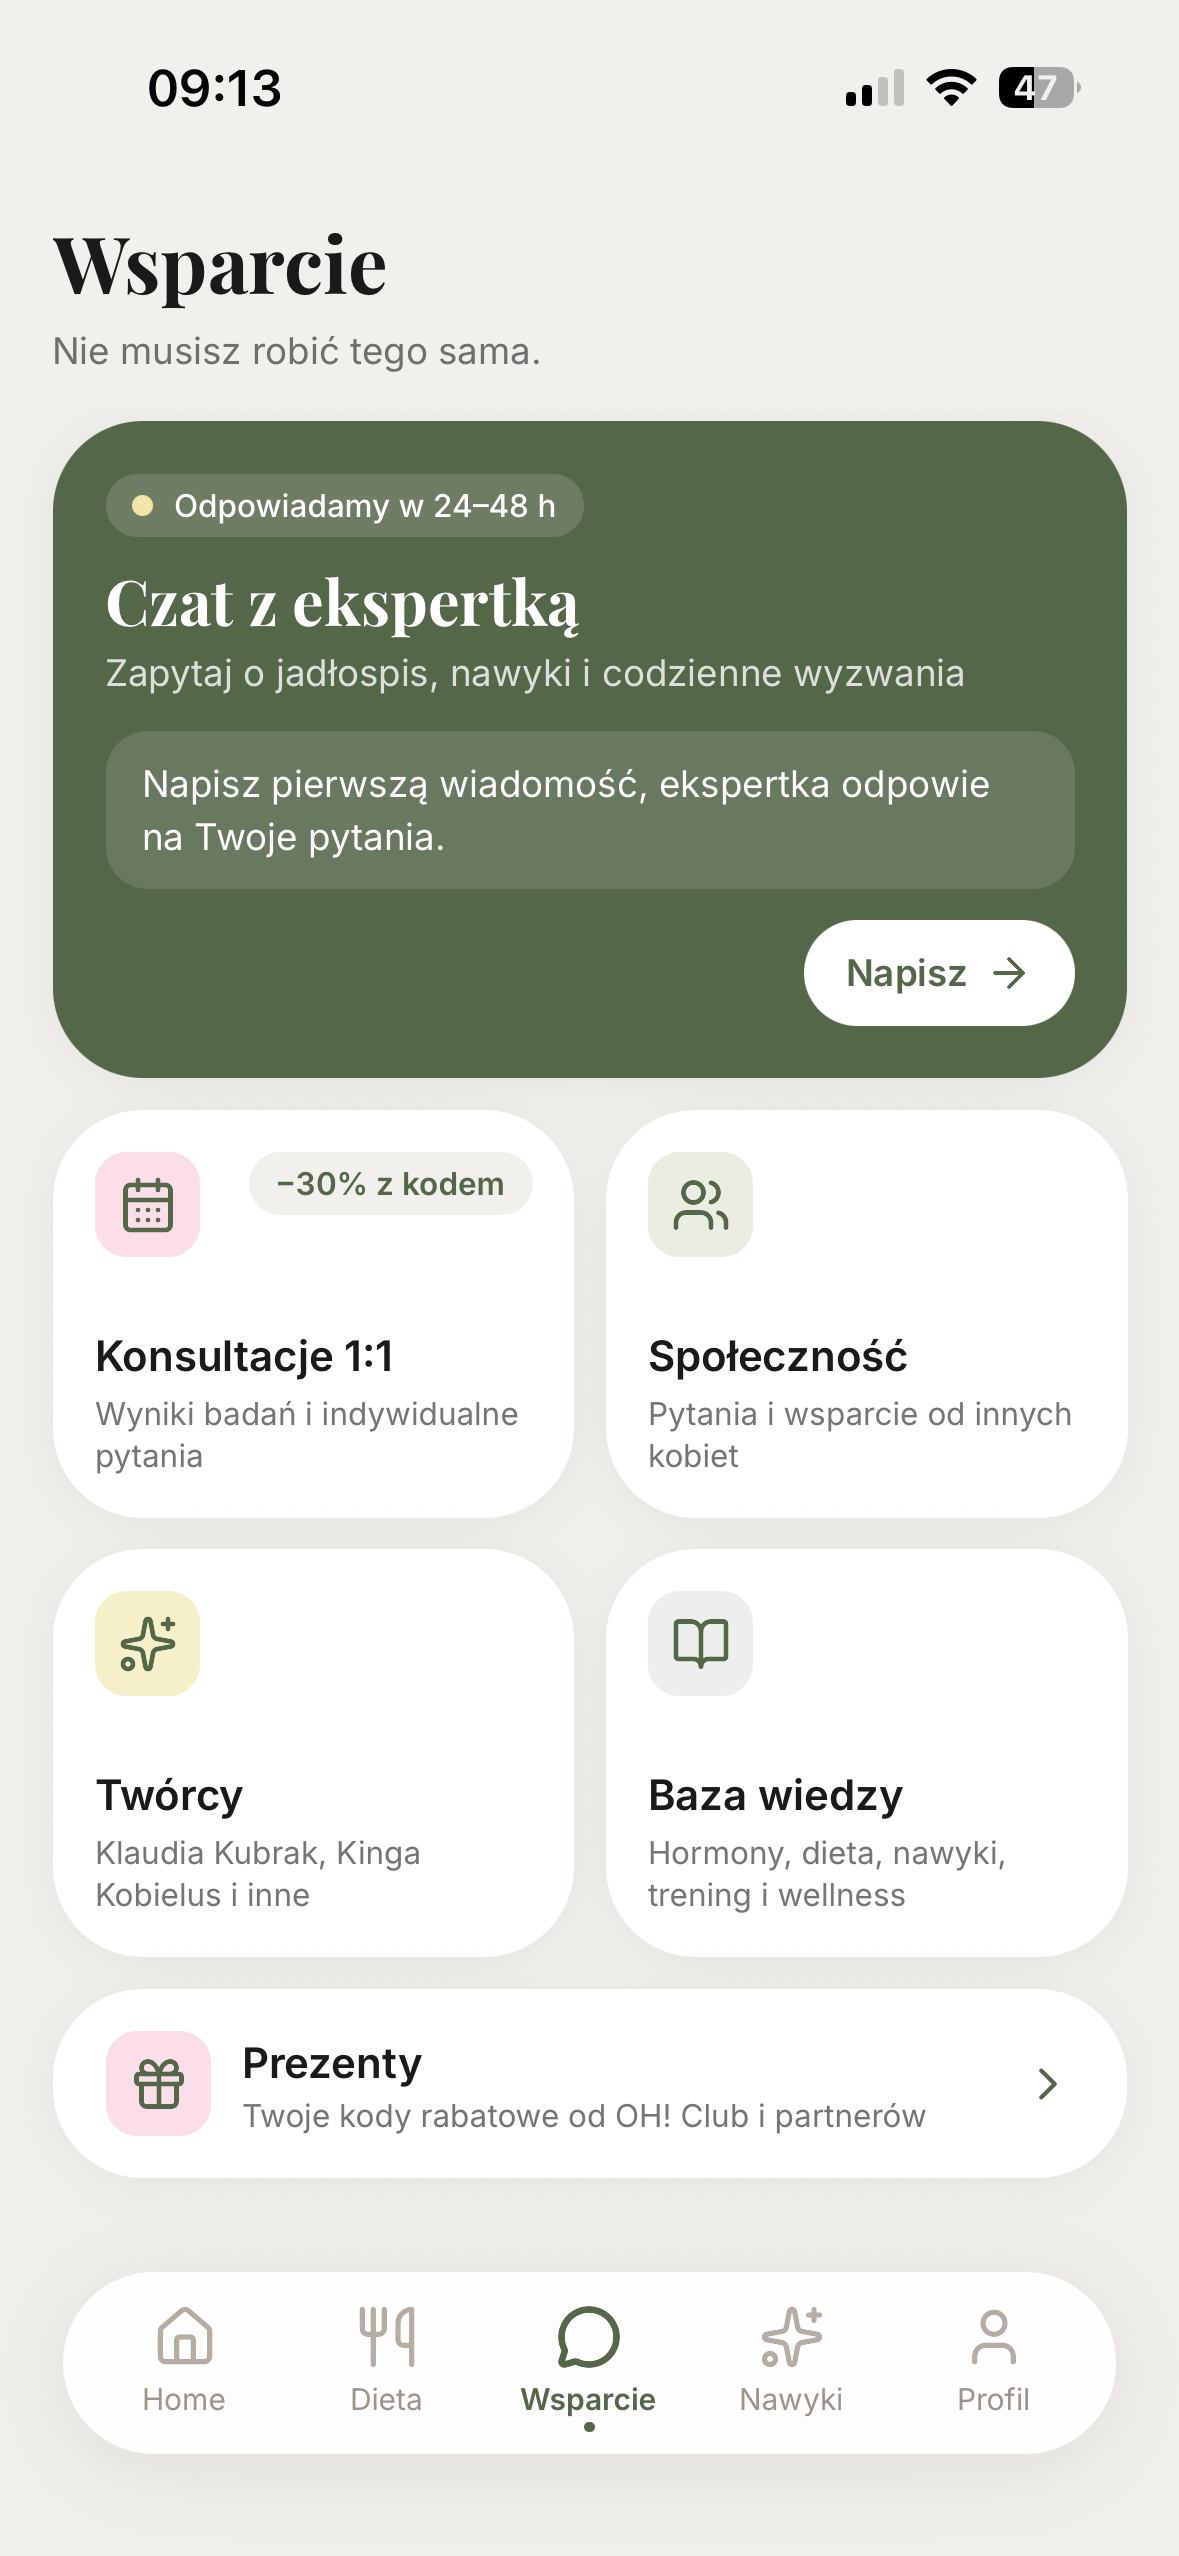 09:13
47
Wsparcie
Nie musisz robić tego sama.
Odpowiadamy w 24–48 h
Czat z ekspertką
Zapytaj o jadłospis, nawyki i codzienne wyzwania
Napisz pierwszą wiadomość, ekspertka odpowie
na Twoje pytania.
Napisz
−30% z kodem
Konsultacje 1:1
Wyniki badań i indywidualne
pytania
Społeczność
Pytania i wsparcie od innych
kobiet
Twórcy
Klaudia Kubrak, Kinga
Kobielus i inne
Baza wiedzy
Hormony, dieta, nawyki,
trening i wellness
Prezenty
Twoje kody rabatowe od OH! Club i partnerów
Home
Dieta
Wsparcie
Nawyki
Profil